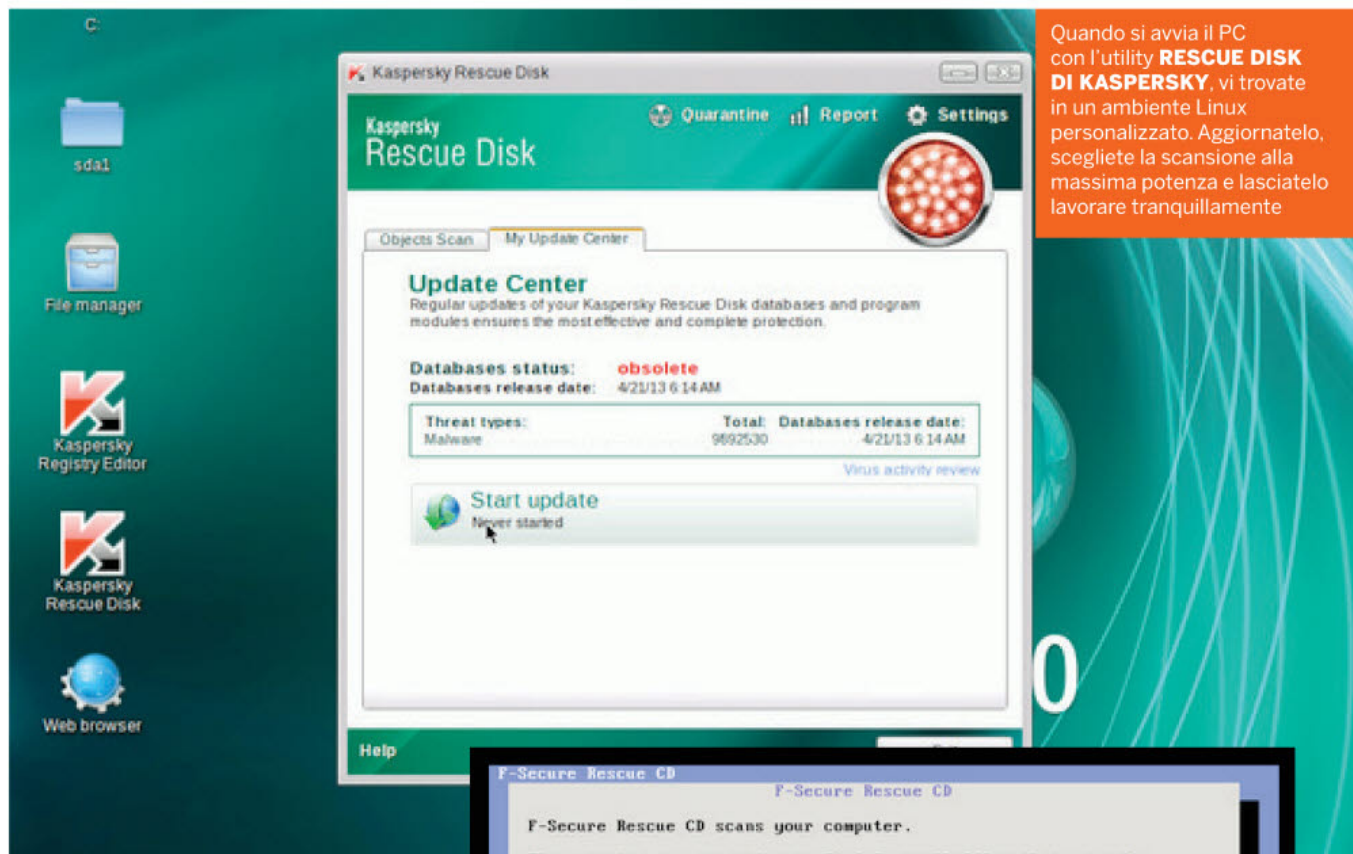 C:
sda1
File manager
Kaspersky
Registry Editor
Kaspersky
Rescue Disk
Web browser
Kaspersky Rescue Disk
Kaspersky
Rescue Disk
Quarantine
Report
Settings
Objects Scan
My Update Center
Update Center
Regular updates of your Kaspersky Rescue Disk databases and program
modules ensures the most effective and complete protection.
Databases status: obsolete
Databases release date: 4/21/13 6:14 AM
Threat types: Total: Databases release date:
Malware 9692530 4/21/13 6:14 AM
Virus activity review
Start update
Never started
Help
0
Quando si avvia il PC
con l'utility RESCUE DISK
DI KASPERSKY, vi trovate
in un ambiente Linux
personalizzato. Aggiornatelo,
scegliete la scansione alla
massima potenza e lasciatelo
lavorare tranquillamente
F-Secure Rescue CD
F-Secure Rescue CD
F-Secure Rescue CD scans your computer.